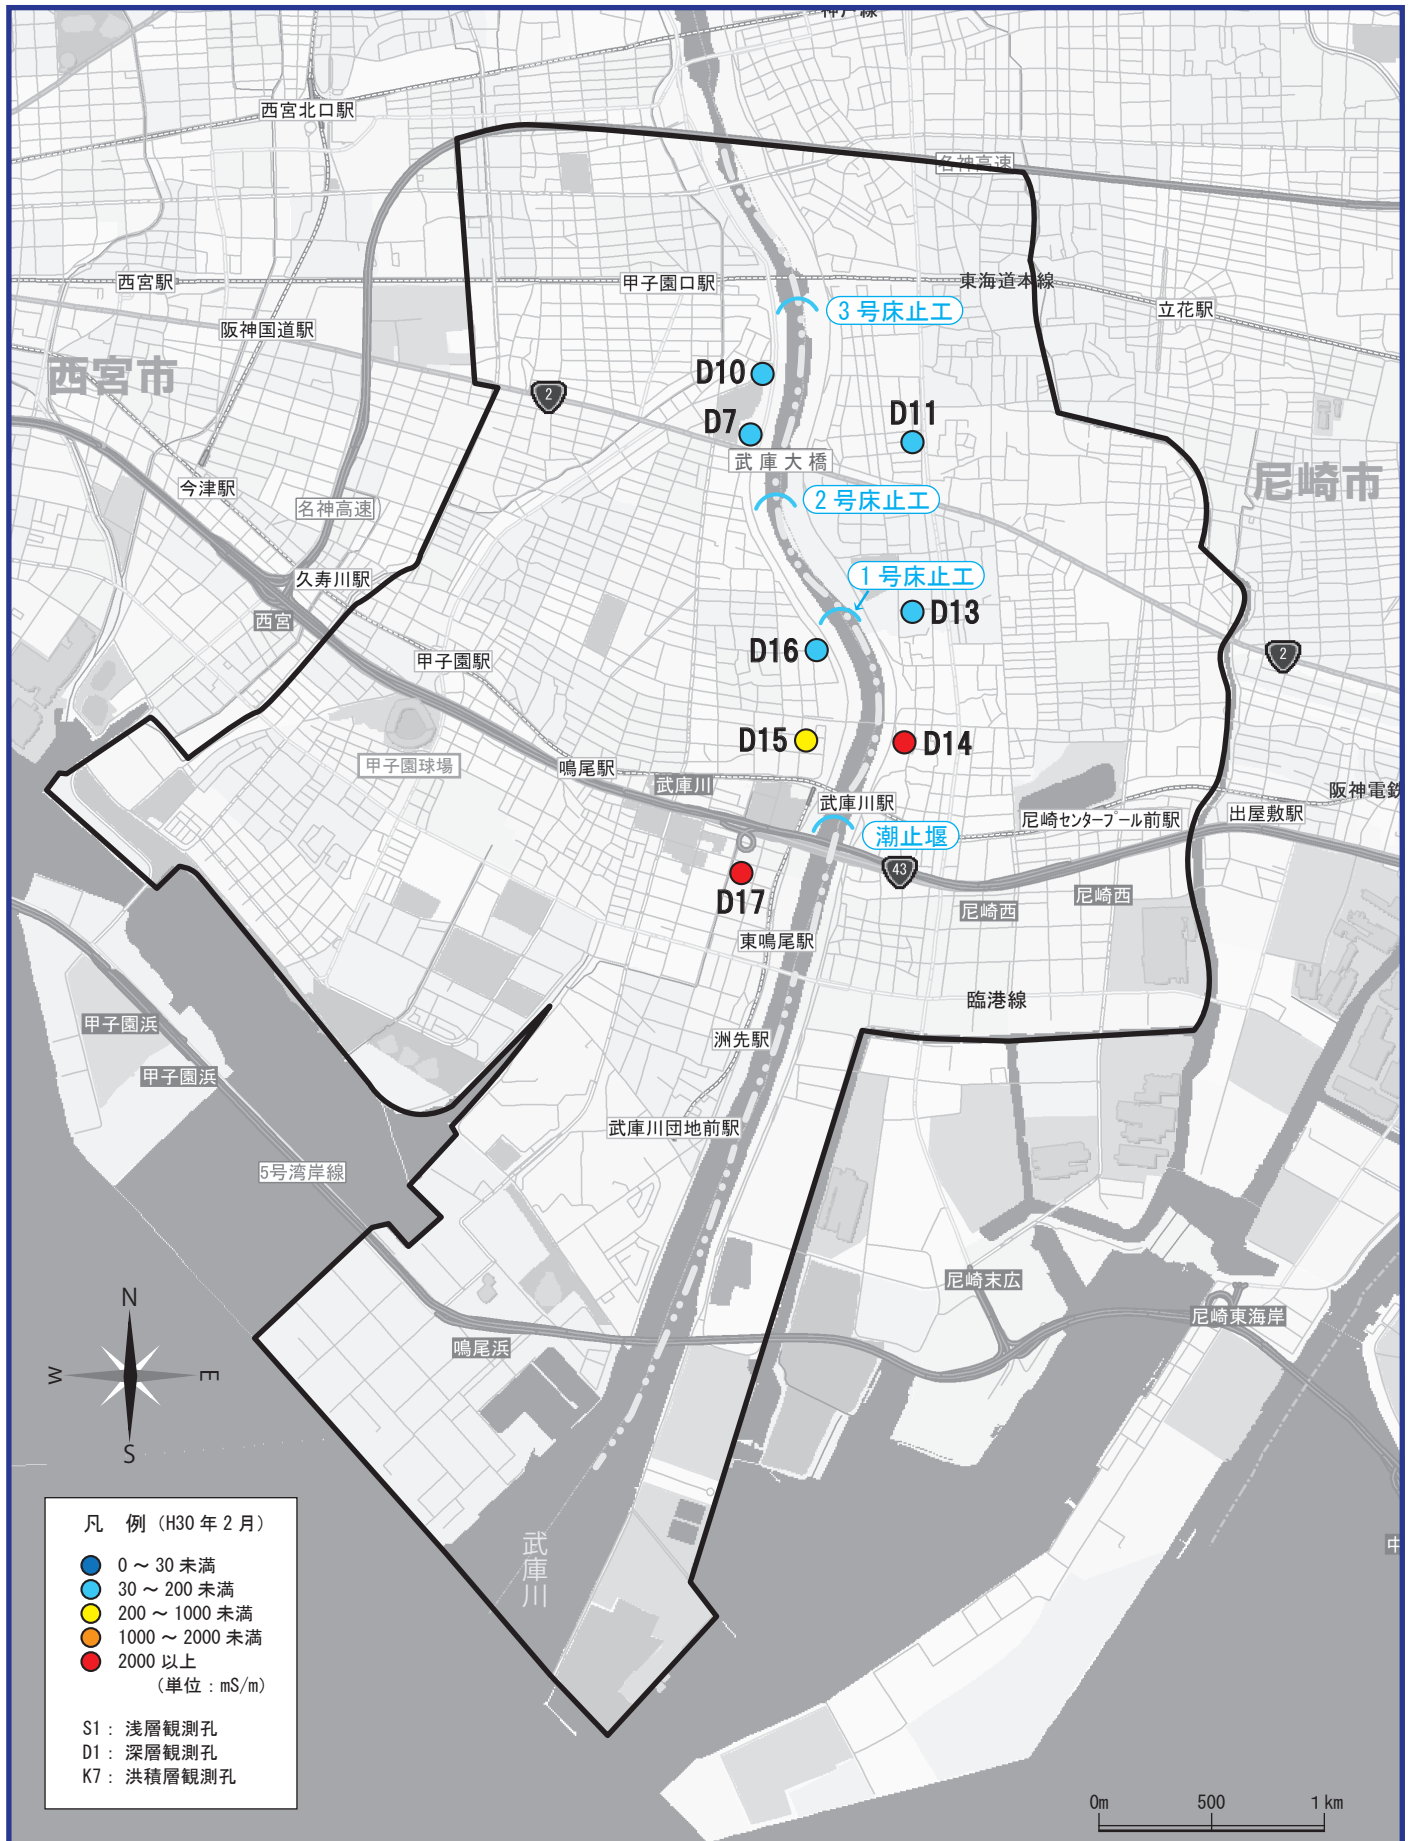 神戸線
西宮北口駅
名神高速
西宮駅
甲子園口駅
東海道本線
阪神国道駅
3号床止工
立花駅
西宮市
D10
2
D7
D11
武庫大橋
尼崎市
今津駅
名神高速
2号床止工
久寿川駅
1号床止工
西宮
D13
甲子園駅
D16
2
D15
D14
甲子園球場
鳴尾駅
武庫川
武庫川駅
阪神電鉄
尼崎センタープール前駅
出屋敷駅
潮止堰
43
D17
尼崎西
尼崎西
東鳴尾駅
臨港線
甲子園浜
洲先駅
甲子園浜
武庫川団地前駅
5号湾岸線
尼崎末広
尼崎東海岸
鳴尾浜
N
W
E
S
武庫川
中
凡 例 (H30年2月)
0~30未満
30~200未満
200~1000未満
1000~2000未満
2000以上
(単位:mS/m)
S1: 浅層観測孔
D1: 深層観測孔
K7: 洪積層観測孔
0m 500 1km